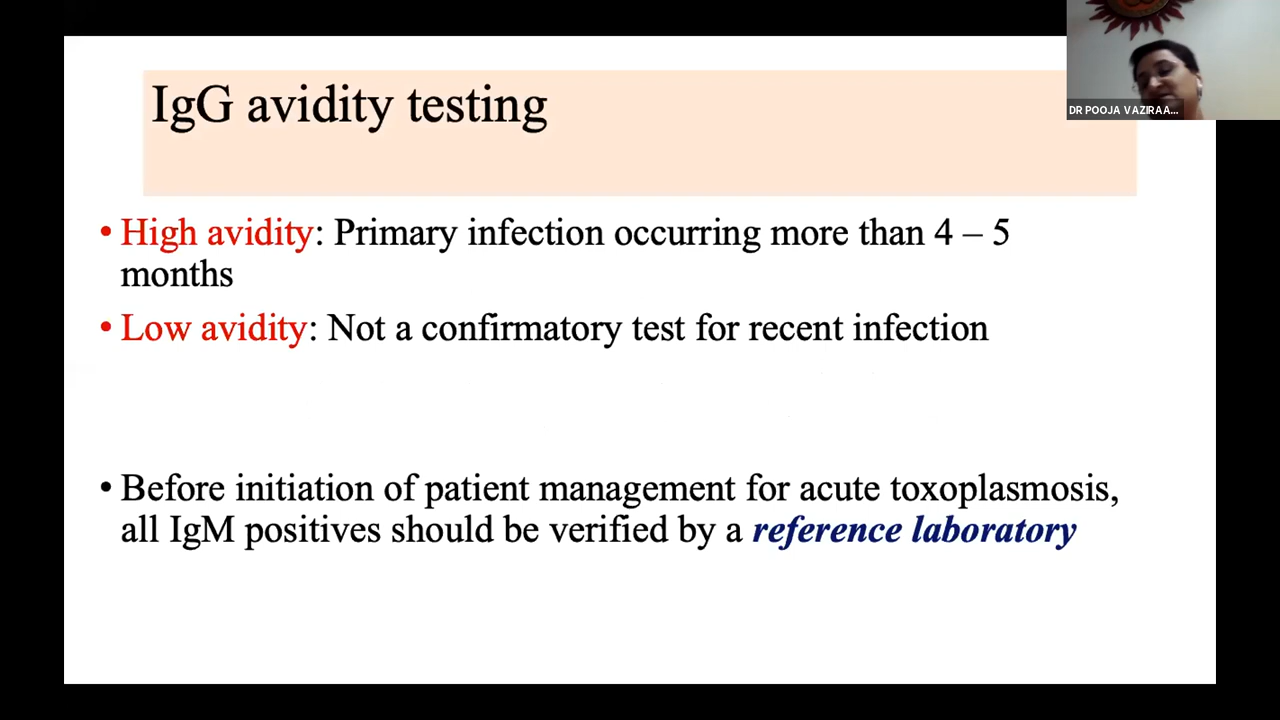 IgG avidity testing
DR POOJA VAZIRAA...
• High avidity: Primary infection occurring more than 4 – 5
months
• Low avidity: Not a confirmatory test for recent infection
• Before initiation of patient management for acute toxoplasmosis,
all IgM positives should be verified by a reference laboratory